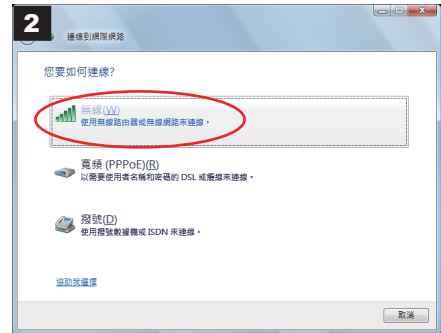 2
連線到網際網路
您要如何連線?
無線(W)
使用無線路由器或無線網路來連線。
寬頻 (PPPoE)(R)
以需要使用者名稱和密碼的 DSL 或纜線來連線。
撥號(D)
使用撥號數據機或 ISDN 來連線。
協助我選擇
取消